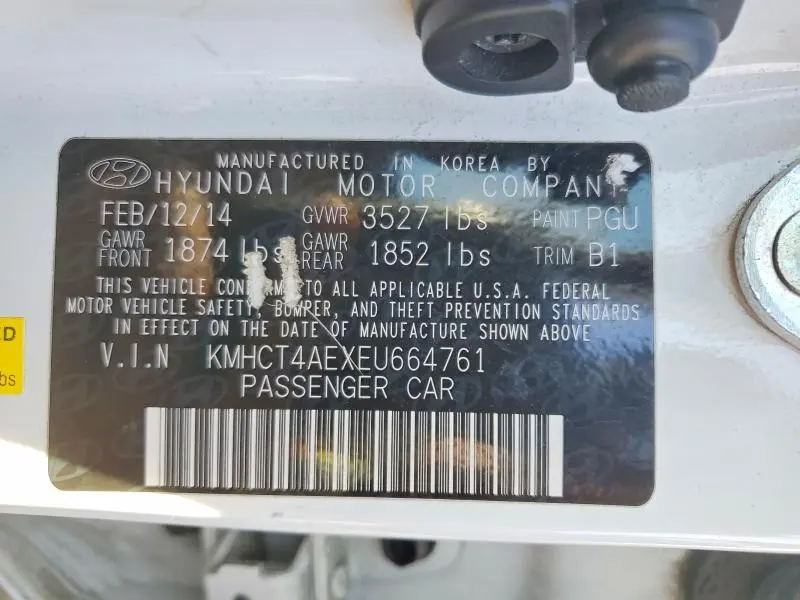 MANUFACTURED IN KOREA BY
HYUNDAI MOTOR COMPANY
FEB/12/14 GVWR 3527 lbs PAINT PGU
GAWR FRONT 1874 lbs GAWR REAR 1852 lbs TRIM B1
THIS VEHICLE CONFORMS TO ALL APPLICABLE U.S.A. FEDERAL
MOTOR VEHICLE SAFETY, BUMPER, AND THEFT PREVENTION STANDARDS
IN EFFECT ON THE DATE OF MANUFACTURE SHOWN ABOVE
V.I.N KMHCT4AEXEU664761
PASSENGER CAR
bs